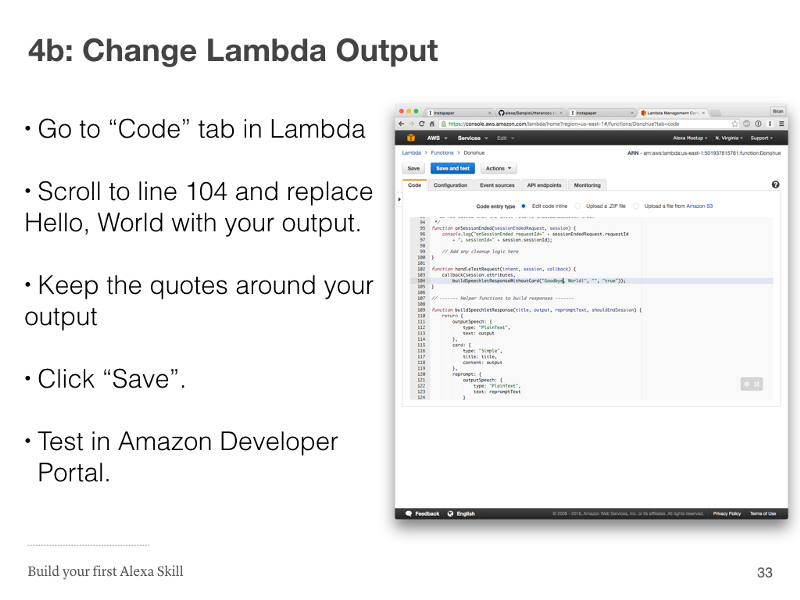 4b: Change Lambda Output
• Go to “Code” tab in Lambda
• Scroll to line 104 and replace
Hello, World with your output.
• Keep the quotes around your
output
• Click “Save”.
• Test in Amazon Developer
Portal.
Instapaper
Instapaper
Lambda Management Con
Brian
https://console.aws.amazon.com/lambda/home?region=us-east-1#/functions/Donohue?tab=code
AWS Services Edit Alexa Meetup N. Virginia Support
Lambda > Functions > Donohue
ARN - arn:aws:lambda:us-east-1:501937815761:function:Donohue
Save Save and test Actions
Code Configuration Event sources API endpoints Monitoring
Code entry type Edit code inline Upload a .ZIP file Upload a file from Amazon S3
94 */
95 function onSessionEnded(sessionEndedRequest, session) {
96 console.log("onSessionEnded requestId=" + sessionEndedRequest.requestId
97 + ", sessionId=" + session.sessionId);
98
99 // Add any cleanup logic here
100 }
101
102 function handleTestRequest(intent, session, callback) {
103 callback(session.attributes,
104 buildSpeechletResponseWithoutCard("Goodbye, World!", "", "true"));
105 }
106
107 // ------- Helper functions to build responses -------
108
109 function buildSpeechletResponse(title, output, repromptText, shouldEndSession) {
110 return {
111 outputSpeech: {
112 type: "PlainText",
113 text: output
114 },
115 card: {
116 type: "Simple",
117 title: title,
118 content: output
119 },
120 reprompt: {
121 outputSpeech: {
122 type: "PlainText",
123 text: repromptText
124 }
Feedback English © 2008 - 2016, Amazon Web Services, Inc. or its affiliates. All rights reserved. Privacy Policy Terms of Use
Build your first Alexa Skill
33